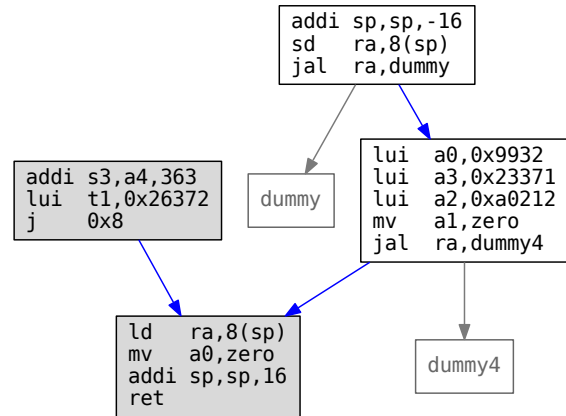 addi sp,sp,-16
sd   ra,8(sp)
jal  ra,dummy
addi s3,a4,363
lui  t1,0x26372
j    0x8
dummy
lui  a0,0x9932
lui  a3,0x23371
lui  a2,0xa0212
mv   a1,zero
jal  ra,dummy4
ld   ra,8(sp)
mv   a0,zero
addi sp,sp,16
ret
dummy4